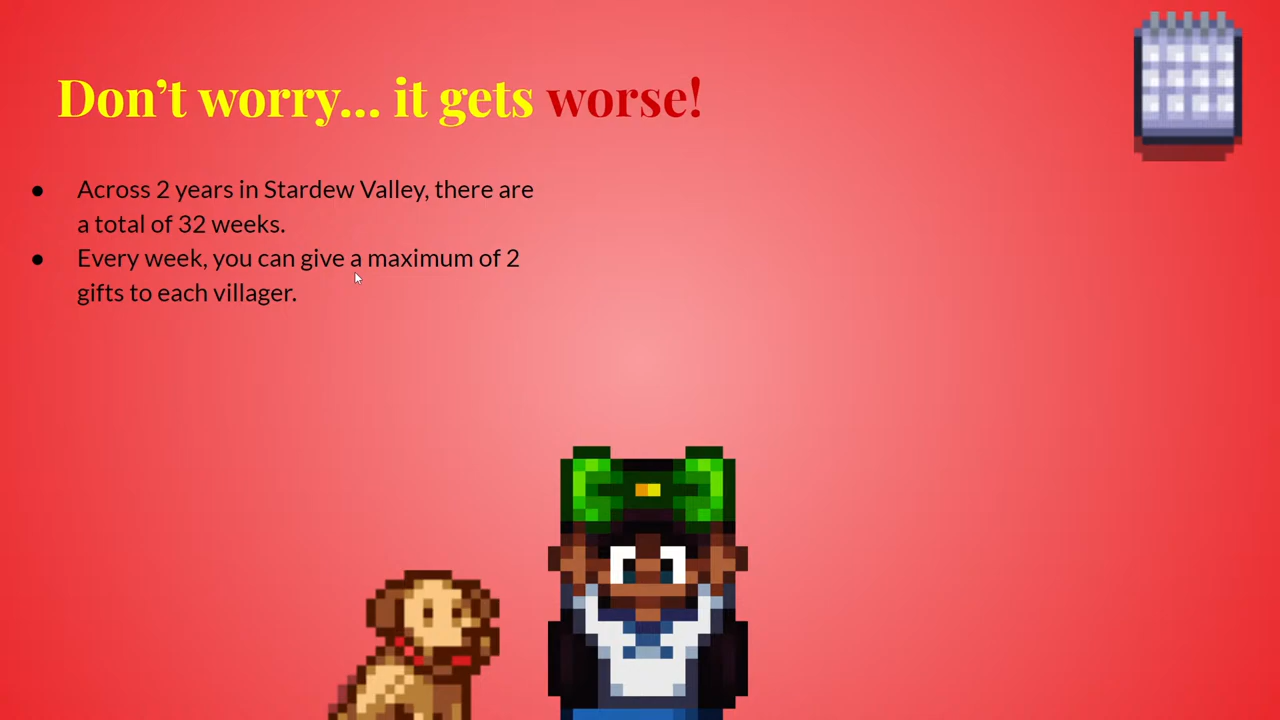 Don’t worry... it gets worse!
● Across 2 years in Stardew Valley, there are
a total of 32 weeks.
● Every week, you can give a maximum of 2
gifts to each villager.